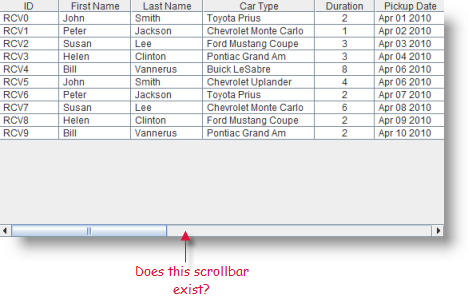 ID First Name Last Name Car Type Duration Pickup Date
RCV0 John Smith Toyota Prius 2 Apr 01 2010
RCV1 Peter Jackson Chevrolet Monte Carlo 1 Apr 02 2010
RCV2 Susan Lee Ford Mustang Coupe 3 Apr 03 2010
RCV3 Helen Clinton Pontiac Grand Am 3 Apr 04 2010
RCV4 Bill Vannerus Buick LeSabre 8 Apr 06 2010
RCV5 John Smith Chevrolet Uplander 4 Apr 06 2010
RCV6 Peter Jackson Toyota Prius 2 Apr 07 2010
RCV7 Susan Lee Chevrolet Monte Carlo 6 Apr 08 2010
RCV8 Helen Clinton Ford Mustang Coupe 2 Apr 09 2010
RCV9 Bill Vannerus Pontiac Grand Am 2 Apr 10 2010
Does this scrollbar
exist?